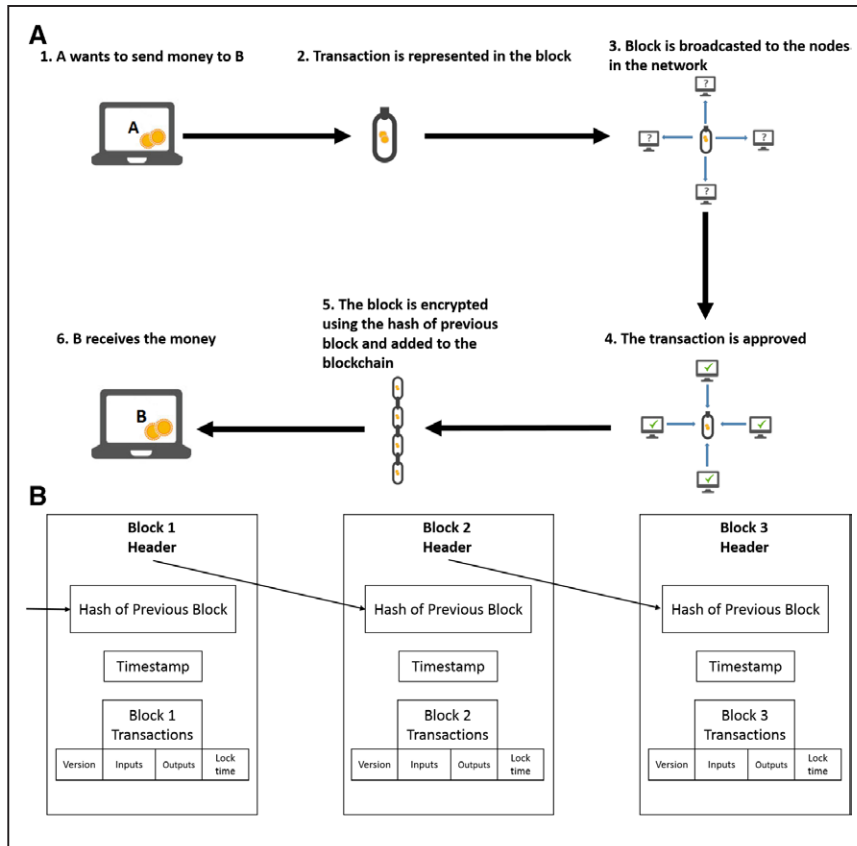 A
1. A wants to send money to B
2. Transaction is represented in the block
3. Block is broadcasted to the nodes
in the network
A
?
?
?
?
6. B receives the money
5. The block is encrypted
using the hash of previous
block and added to the
blockchain
4. The transaction is approved
B
B
Block 1
Header
Hash of Previous Block
Timestamp
Block 1
Transactions
Version Inputs Outputs Lock
time
Block 2
Header
Hash of Previous Block
Timestamp
Block 2
Transactions
Version Inputs Outputs Lock
time
Block 3
Header
Hash of Previous Block
Timestamp
Block 3
Transactions
Version Inputs Outputs Lock
time